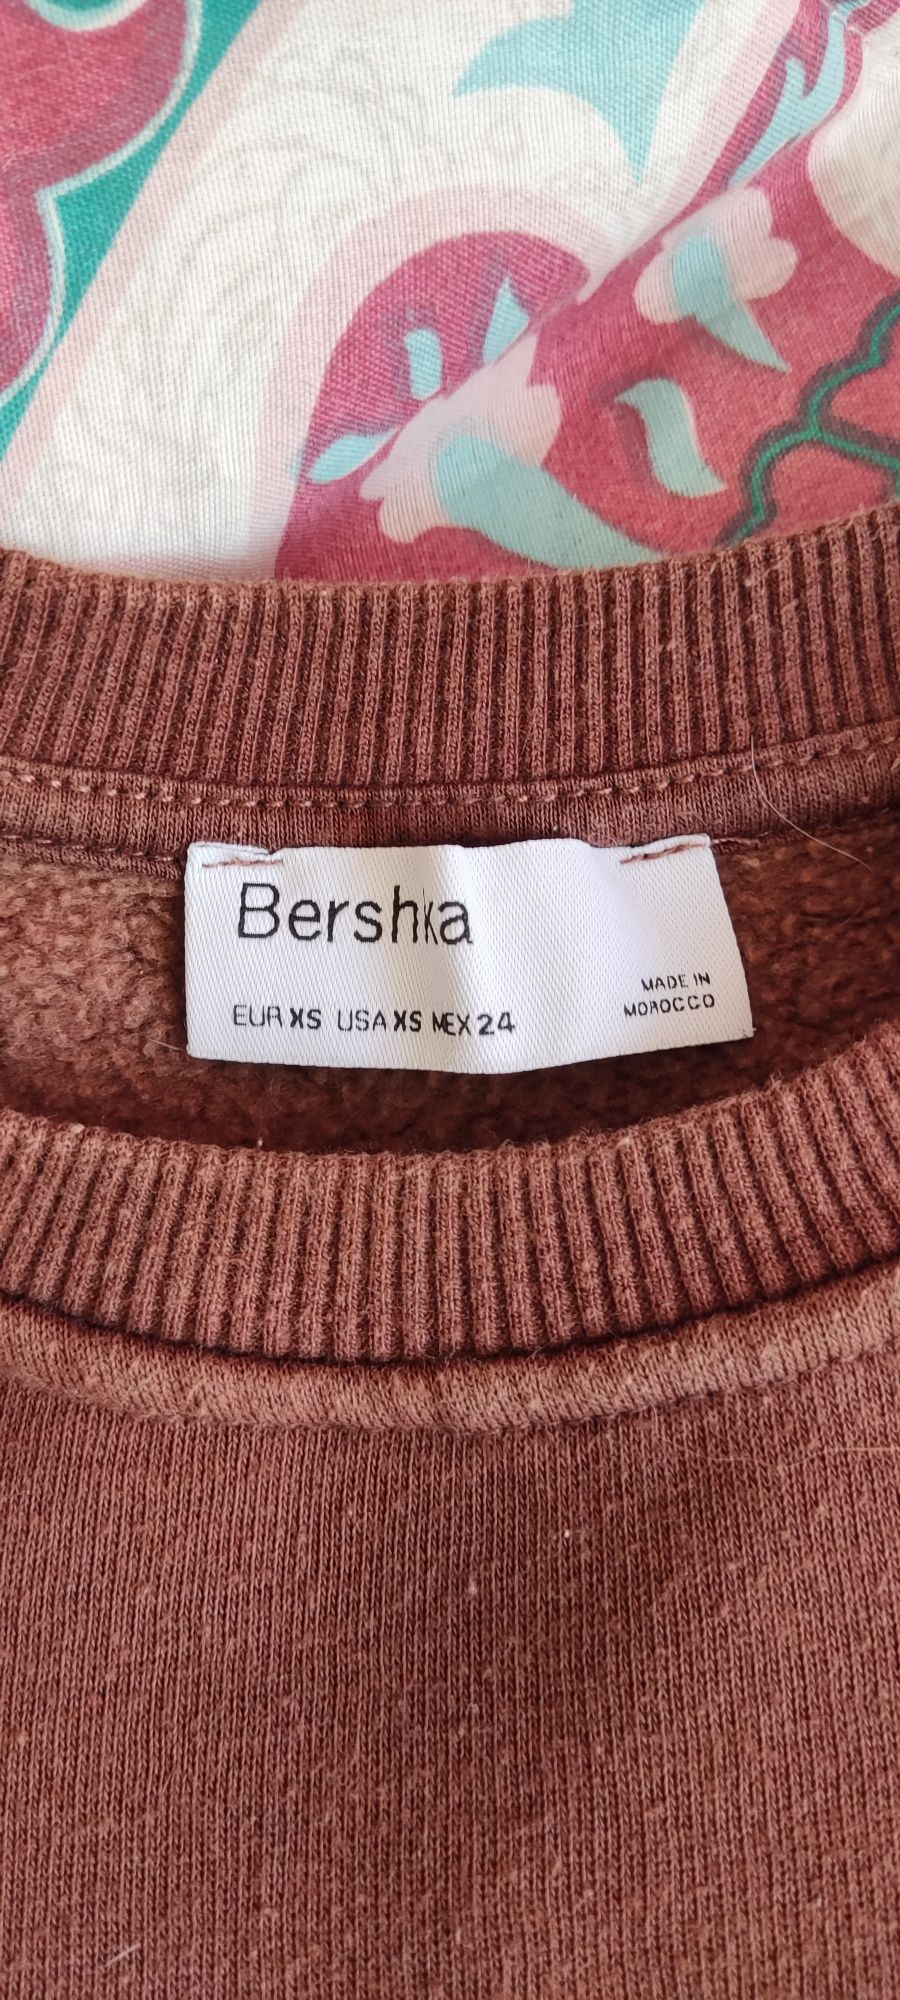 Bershka
EUR XS USA XS MEX 24
MADE IN
MOROCCO